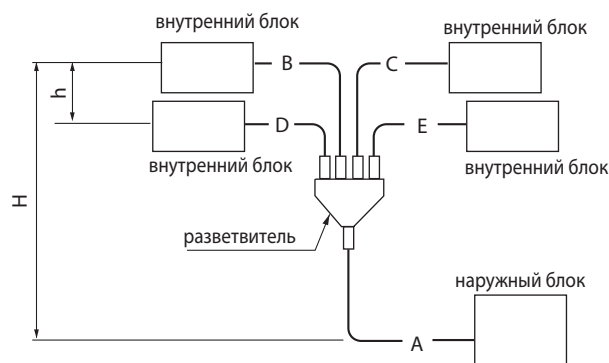 внутренний блок
внутренний блок
B
C
h
D
E
внутренний блок
внутренний блок
H
разветвитель
наружный блок
A